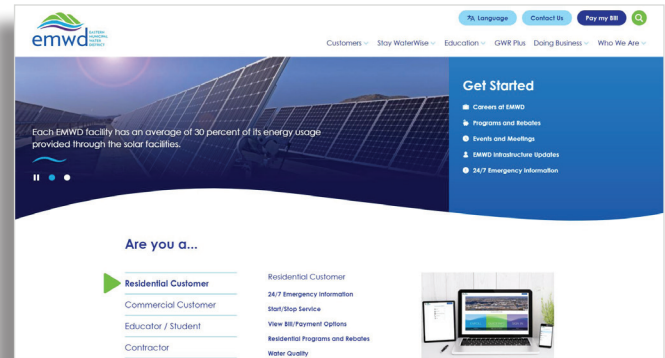 Language
Contact Us
Pay my Bill
emwd
EASTERN
MUNICIPAL
WATER
DISTRICT
Customers
Stay WaterWise
Education
GWR Plus
Doing Business
Who We Are
Each EMWD facility has an average of 30 percent of its energy usage
provided through the solar facilities.
Get Started
Careers at EMWD
Programs and Rebates
Events and Meetings
EMWD Infrastructure Updates
24/7 Emergency Information
Are you a...
Residential Customer
Commercial Customer
Educator / Student
Contractor
Residential Customer
24/7 Emergency Information
Start/Stop Service
View Bill/Payment Options
Residential Programs and Rebates
Water Quality